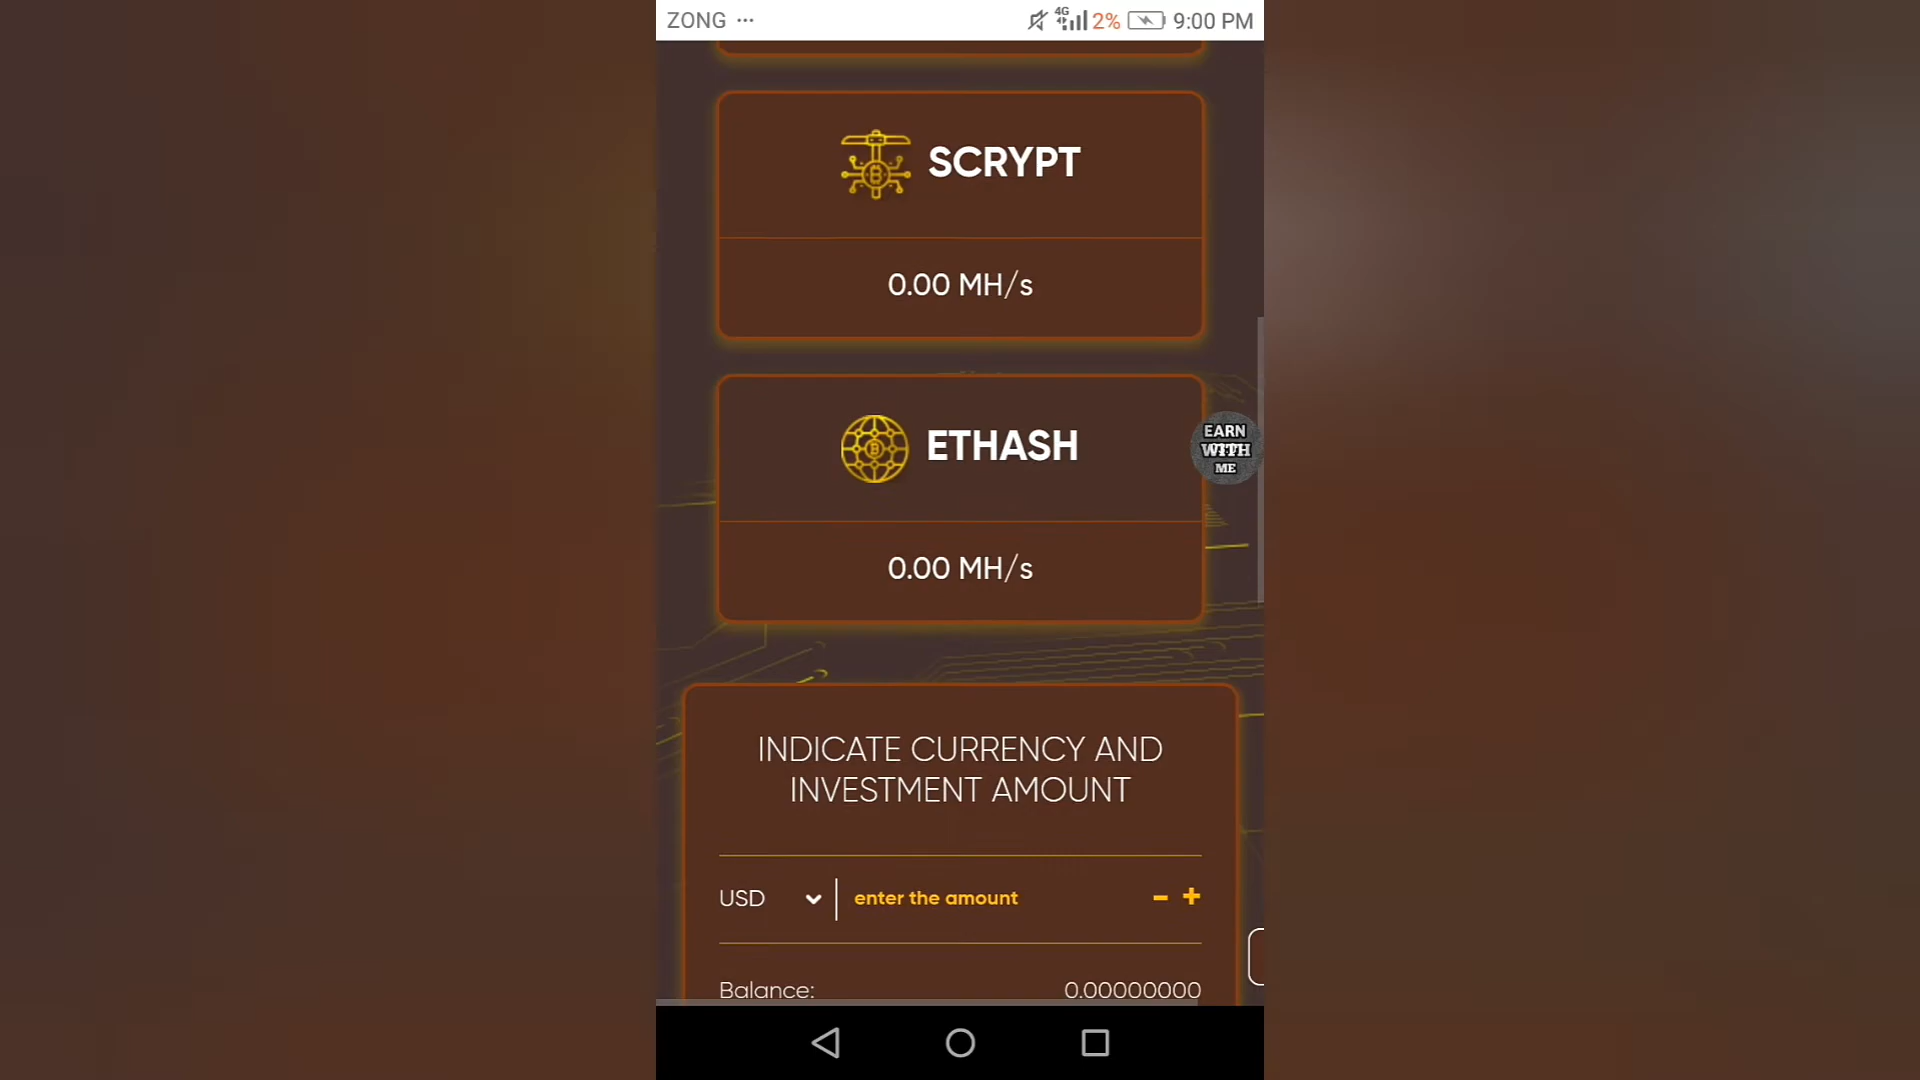 ZONG ...
4G 2% 9:00 PM
SCRYPT
0.00 MH/s
ETHASH
EARN
WITH
ME
0.00 MH/s
INDICATE CURRENCY AND
INVESTMENT AMOUNT
USD enter the amount - +
Balance: 0.00000000